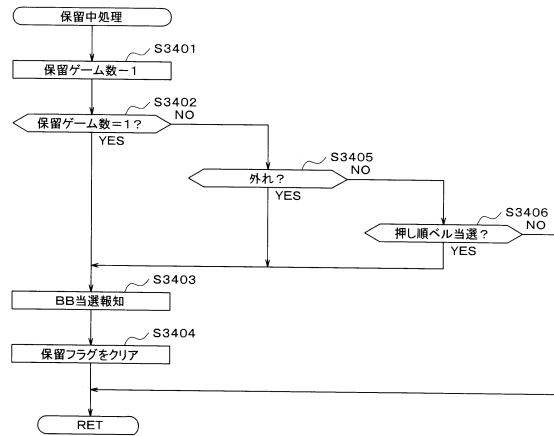 保留中処理
S3401
保留ゲーム数－1
S3402
保留ゲーム数＝1？
NO
YES
S3405
外れ？
NO
YES
S3406
押し順ベル当選？
NO
YES
S3403
BB当選報知
S3404
保留フラグをクリア
RET